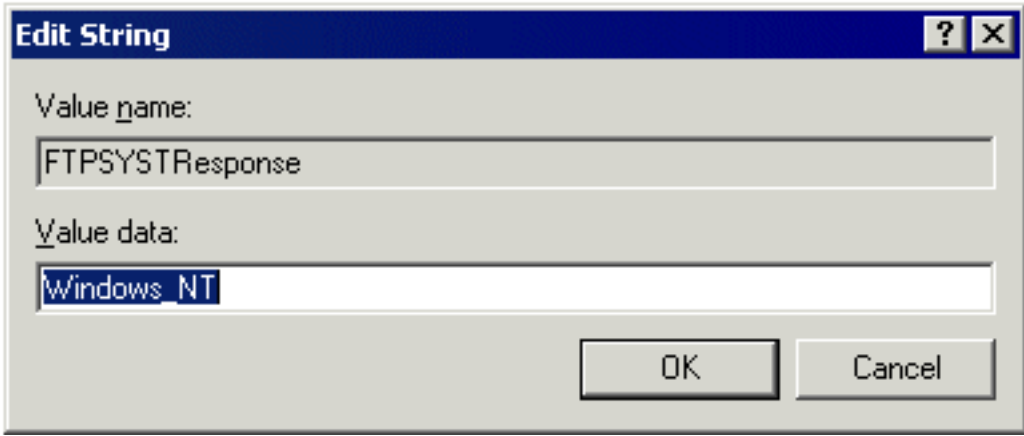 Edit String
Value name:
FTPSYSTResponse
Value data:
Windows_NT
OK Cancel